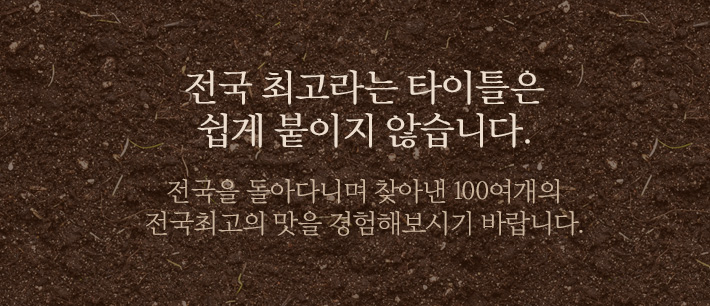 전국 최고라는 타이틀은
쉽게 붙이지 않습니다.
전국을 돌아다니며 찾아낸 100여개의
전국최고의 맛을 경험해보시기 바랍니다.